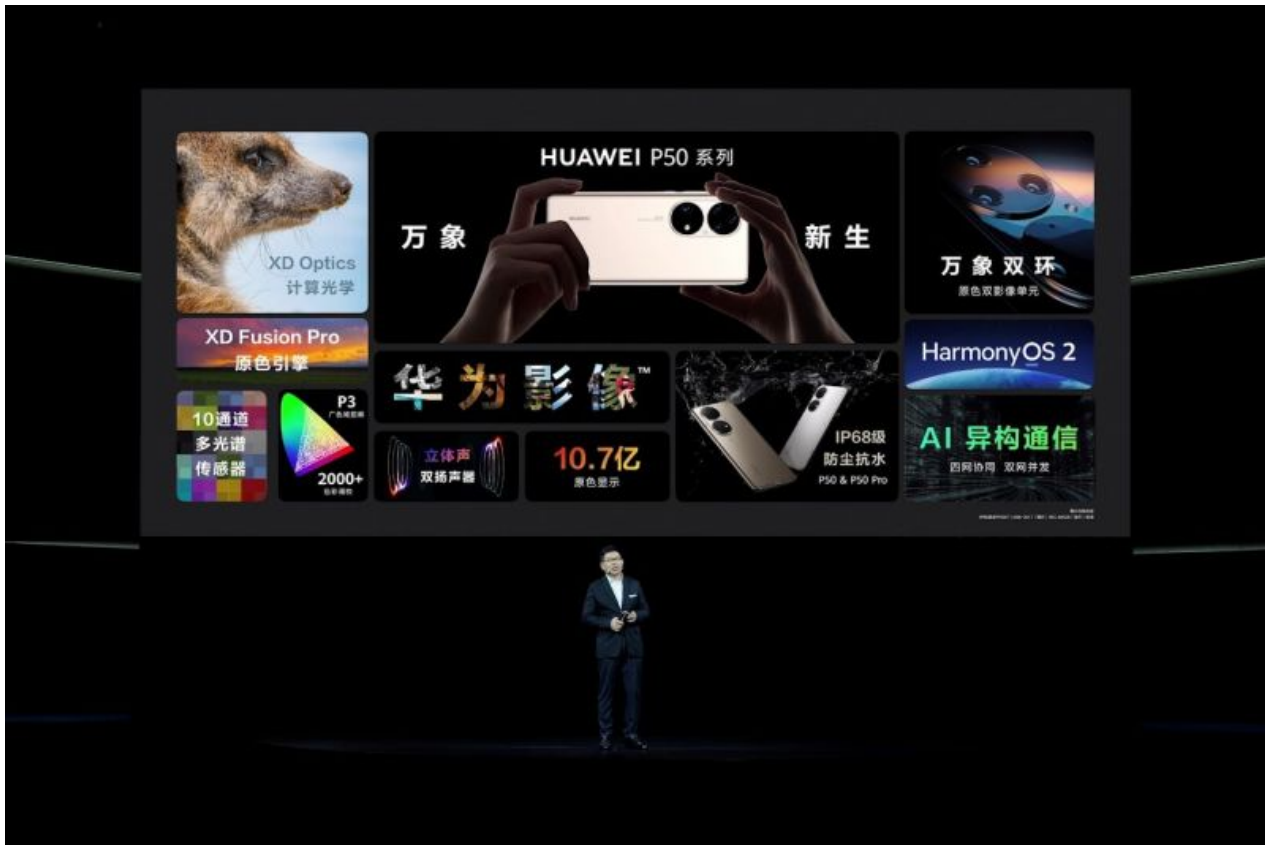 HUAWEI P50 系列
万象 新生
XD Optics
计算光学
万象双环
原色双影像单元
XD Fusion Pro
原色引擎
HarmonyOS 2
华为影像™
10通道
多光谱
传感器
P3
2000+
立体声
双扬声器
10.7亿
原色显示
IP68级
防尘抗水
P50 & P50 Pro
AI 异构通信
四网协同 双网并发